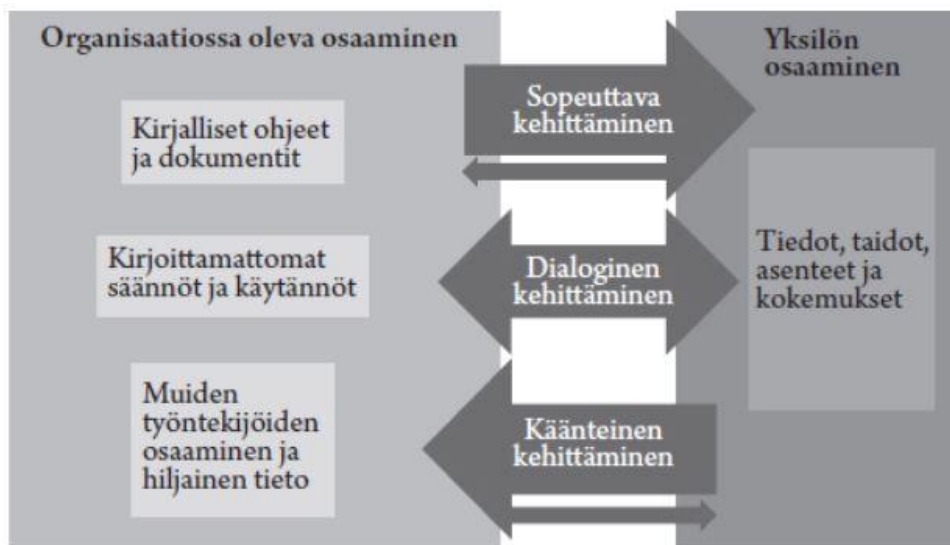 Organisaatiossa oleva osaaminen
Kirjalliset ohjeet
ja dokumentit
Kirjoittamattomat
säännöt ja käytännöt
Muiden
työntekijöiden
osaaminen ja
hiljainen tieto
Sopeuttava
kehittäminen
Dialoginen
kehittäminen
Käänteinen
kehittäminen
Yksilön
osaaminen
Tiedot, taidot,
asenteet ja
kokemukset